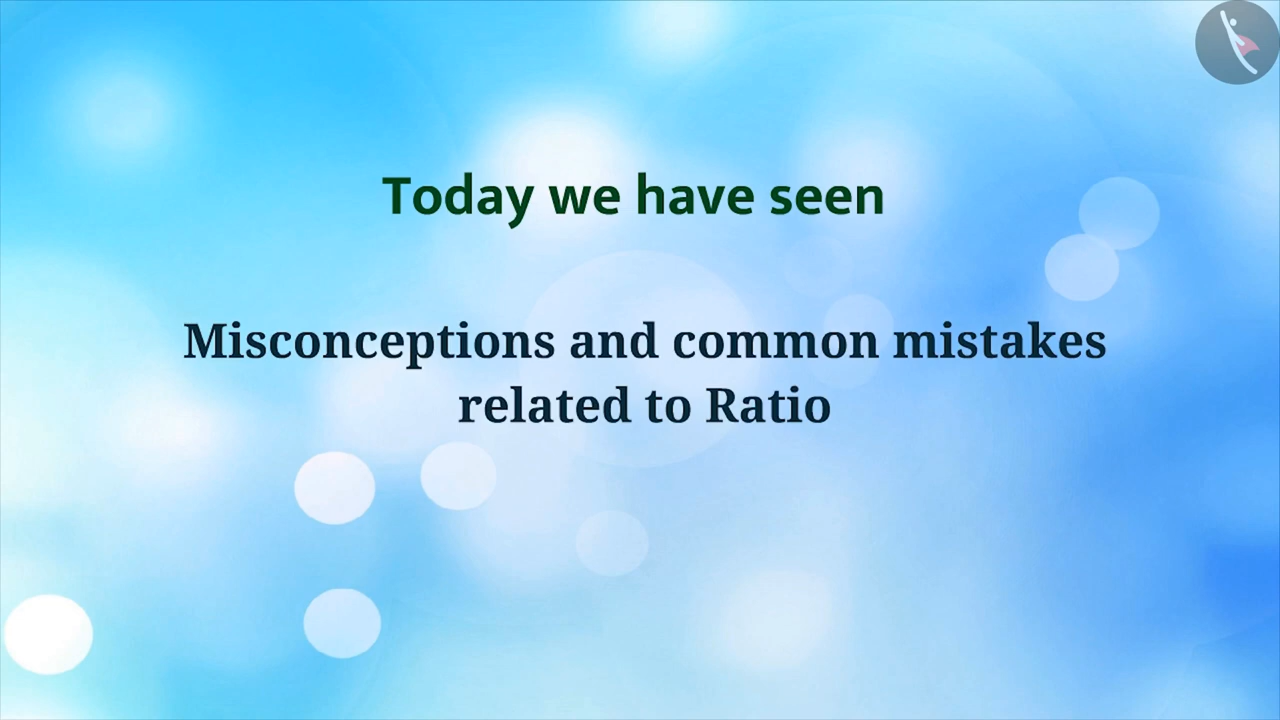 Today we have seen
Misconceptions and common mistakes
related to Ratio